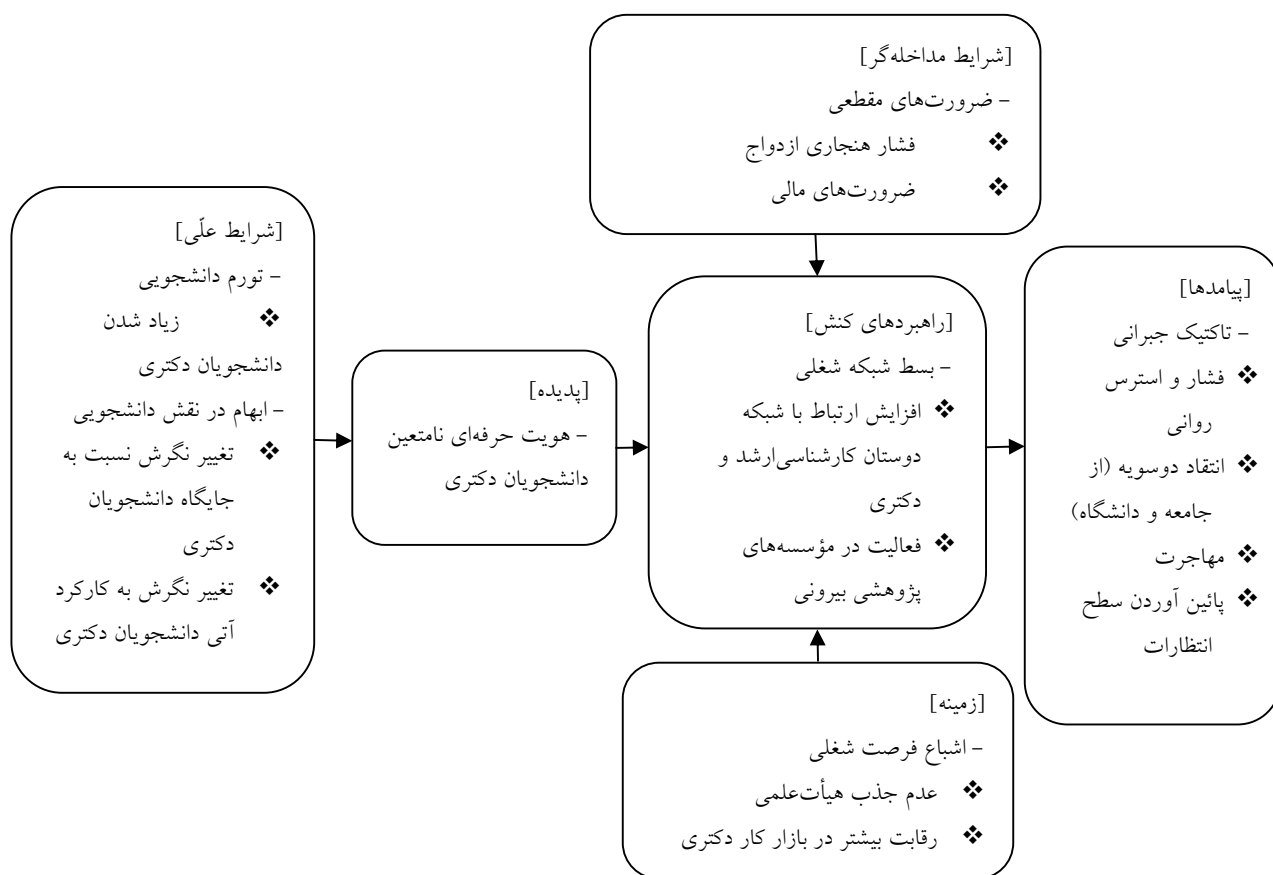 [شرایط مداخله‌گر]
- ضرورت‌های مقطعی
❖ فشار هنجاری ازدواج
❖ ضرورت‌های مالی
[شرایط علّی]
- تورم دانشجویی
❖ زیاد شدن
دانشجویان دکتری
- ابهام در نقش دانشجویی
❖ تغییر نگرش نسبت به
جایگاه دانشجویان
دکتری
❖ تغییر نگرش به کارکرد
آتی دانشجویان دکتری
[پدیده]
- هویت حرفه‌ای نامتعین
دانشجویان دکتری
[راهبردهای کنش]
- بسط شبکه شغلی
❖ افزایش ارتباط با شبکه
دوستان کارشناسی‌ارشد و
دکتری
❖ فعالیت در مؤسسه‌های
پژوهشی بیرونی
[پیامدها]
- تاکتیک جبرانی
❖ فشار و استرس
روانی
❖ انتقاد دوسویه (از
جامعه و دانشگاه)
❖ مهاجرت
❖ پائین آوردن سطح
انتظارات
[زمینه]
- اشباع فرصت شغلی
❖ عدم جذب هیأت‌علمی
❖ رقابت بیشتر در بازار کار دکتری